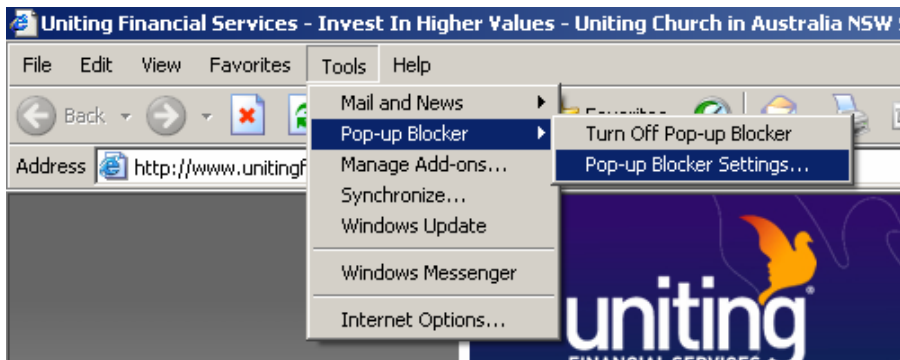 Uniting Financial Services - Invest In Higher Values - Uniting Church in Australia NSW
File Edit View Favorites Tools Help
Back
Address http://www.unitingf
Mail and News
Pop-up Blocker
Manage Add-ons...
Synchronize...
Windows Update
Windows Messenger
Internet Options...
Turn Off Pop-up Blocker
Pop-up Blocker Settings...
uniting
FINANCIAL SERVICES